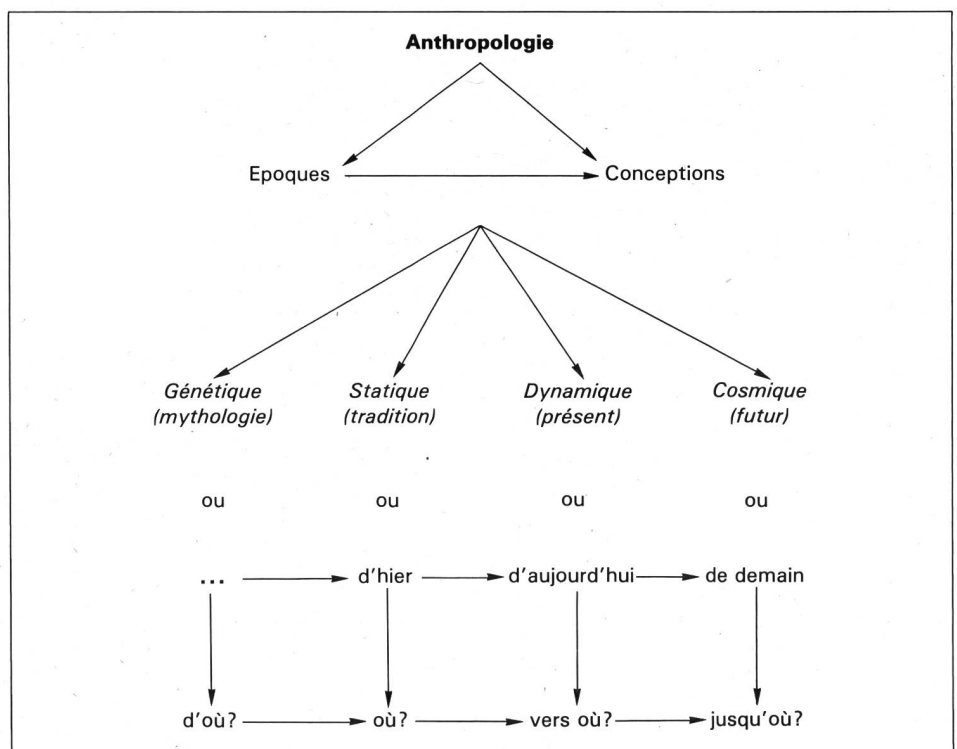 Anthropologie
Epoques Conceptions
Génétique Statique Dynamique Cosmique
(mythologie) (tradition) (présent) (futur)
ou ou ou ou
... d'hier d'aujourd'hui de demain
d'où? où? vers où? jusqu'où?